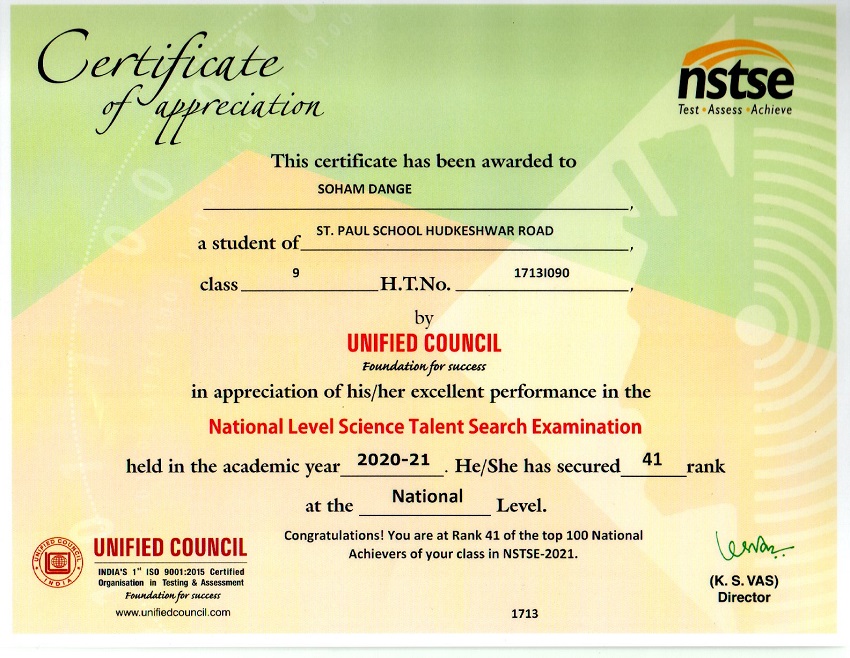 Certificate
of appreciation
nstse
Test • Assess • Achieve
This certificate has been awarded to
SOHAM DANGE,
a student of ST. PAUL SCHOOL HUDKESHWAR ROAD,
class 9 H.T.No. 1713I090,
by
UNIFIED COUNCIL
Foundation for success
in appreciation of his/her excellent performance in the
National Level Science Talent Search Examination
held in the academic year 2020-21. He/She has secured 41 rank
at the National Level.
Congratulations! You are at Rank 41 of the top 100 National
Achievers of your class in NSTSE-2021.
UNIFIED COUNCIL
INDIA
UNIFIED COUNCIL
INDIA'S 1st ISO 9001:2015 Certified
Organisation in Testing & Assessment
Foundation for success
www.unifiedcouncil.com
(K. S. VAS)
Director
1713